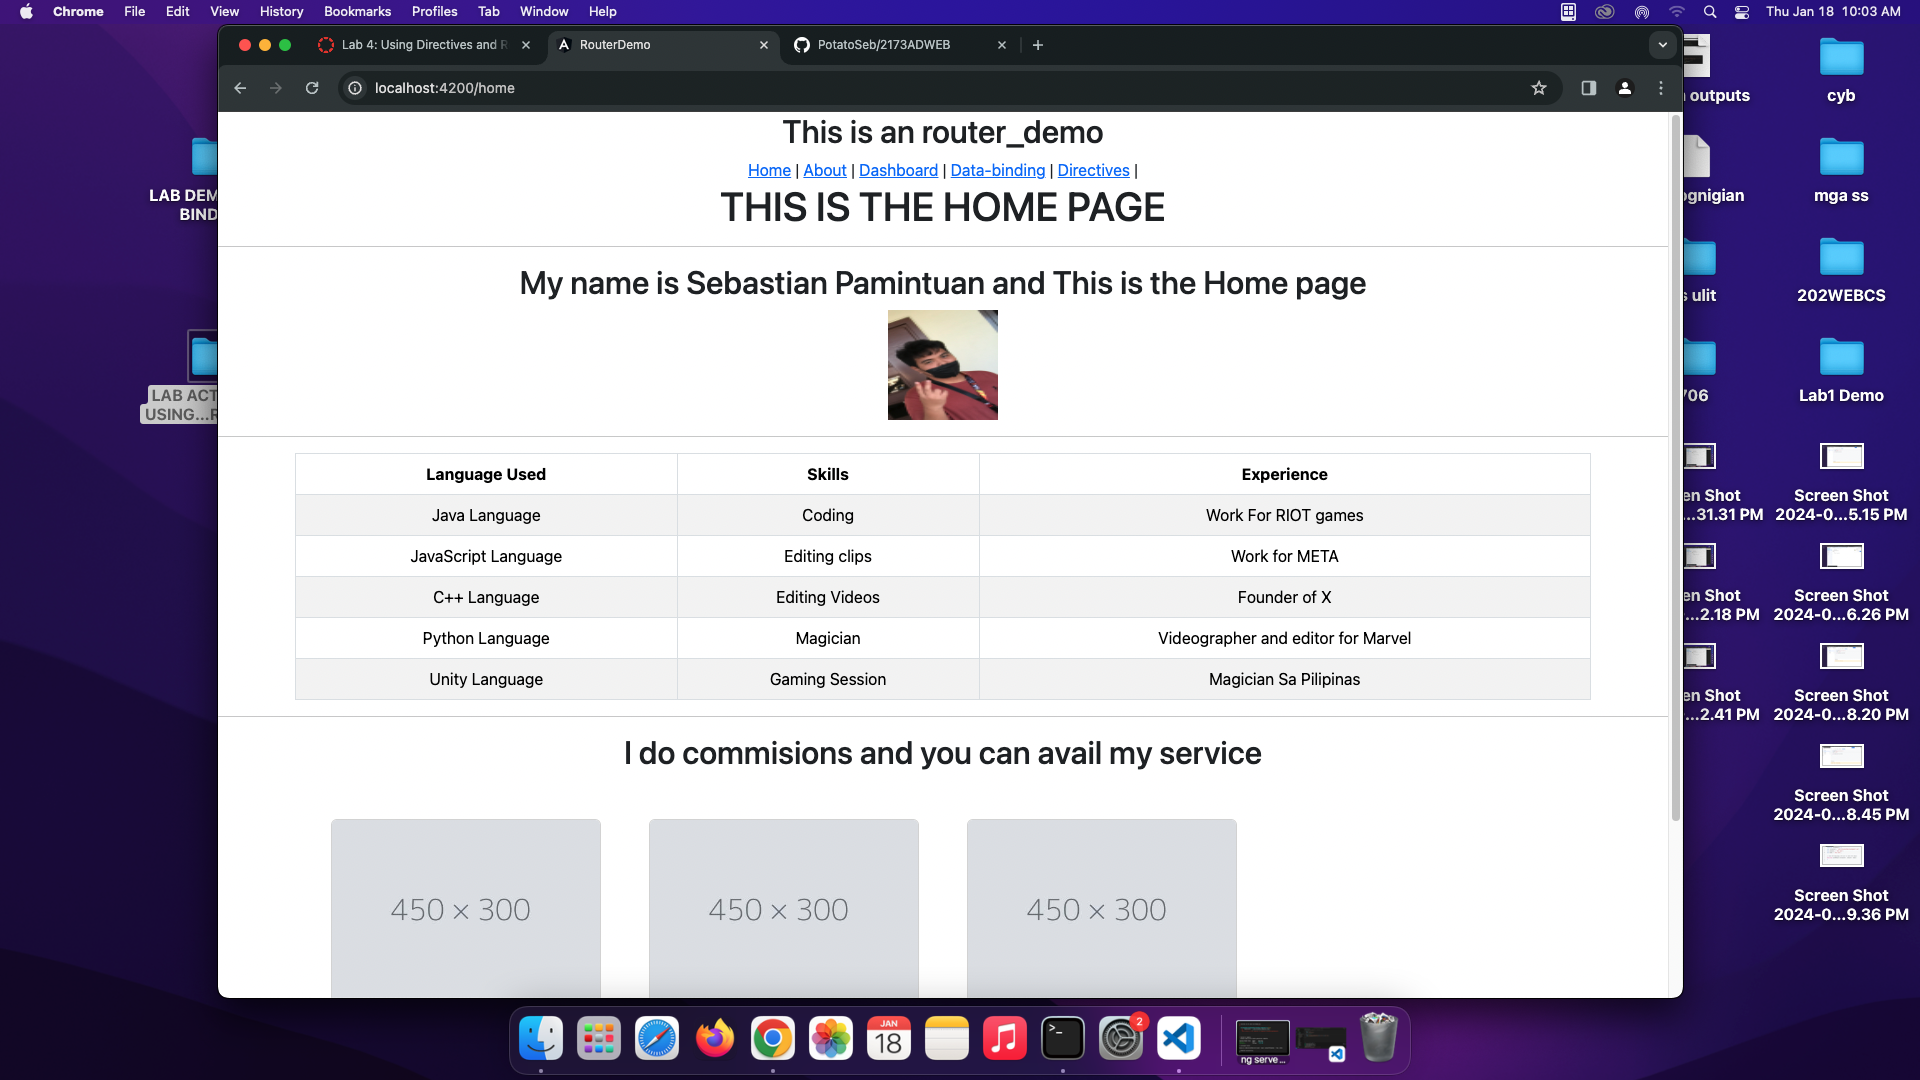 Chrome File Edit View History Bookmarks Profiles Tab Window Help Thu Jan 18 10:03 AM
Lab 4: Using Directives and R
RouterDemo
PotatoSeb/2173ADWEB
localhost:4200/home
This is an router_demo
Home | About | Dashboard | Data-binding | Directives |
THIS IS THE HOME PAGE
My name is Sebastian Pamintuan and This is the Home page
Language Used Skills Experience
Java Language Coding Work For RIOT games
JavaScript Language Editing clips Work for META
C++ Language Editing Videos Founder of X
Python Language Magician Videographer and editor for Marvel
Unity Language Gaming Session Magician Sa Pilipinas
I do commisions and you can avail my service
450 × 300
450 × 300
450 × 300
LAB DEM
BIND
LAB ACT
USING...R
outputs
cyb
ognigian
mga ss
s ulit
202WEBCS
706
Lab1 Demo
en Shot
...31.31 PM
Screen Shot
2024-0...5.15 PM
en Shot
...2.18 PM
Screen Shot
2024-0...6.26 PM
en Shot
...2.41 PM
Screen Shot
2024-0...8.20 PM
Screen Shot
2024-0...8.45 PM
Screen Shot
2024-0...9.36 PM
JAN
18
2
ng serve...